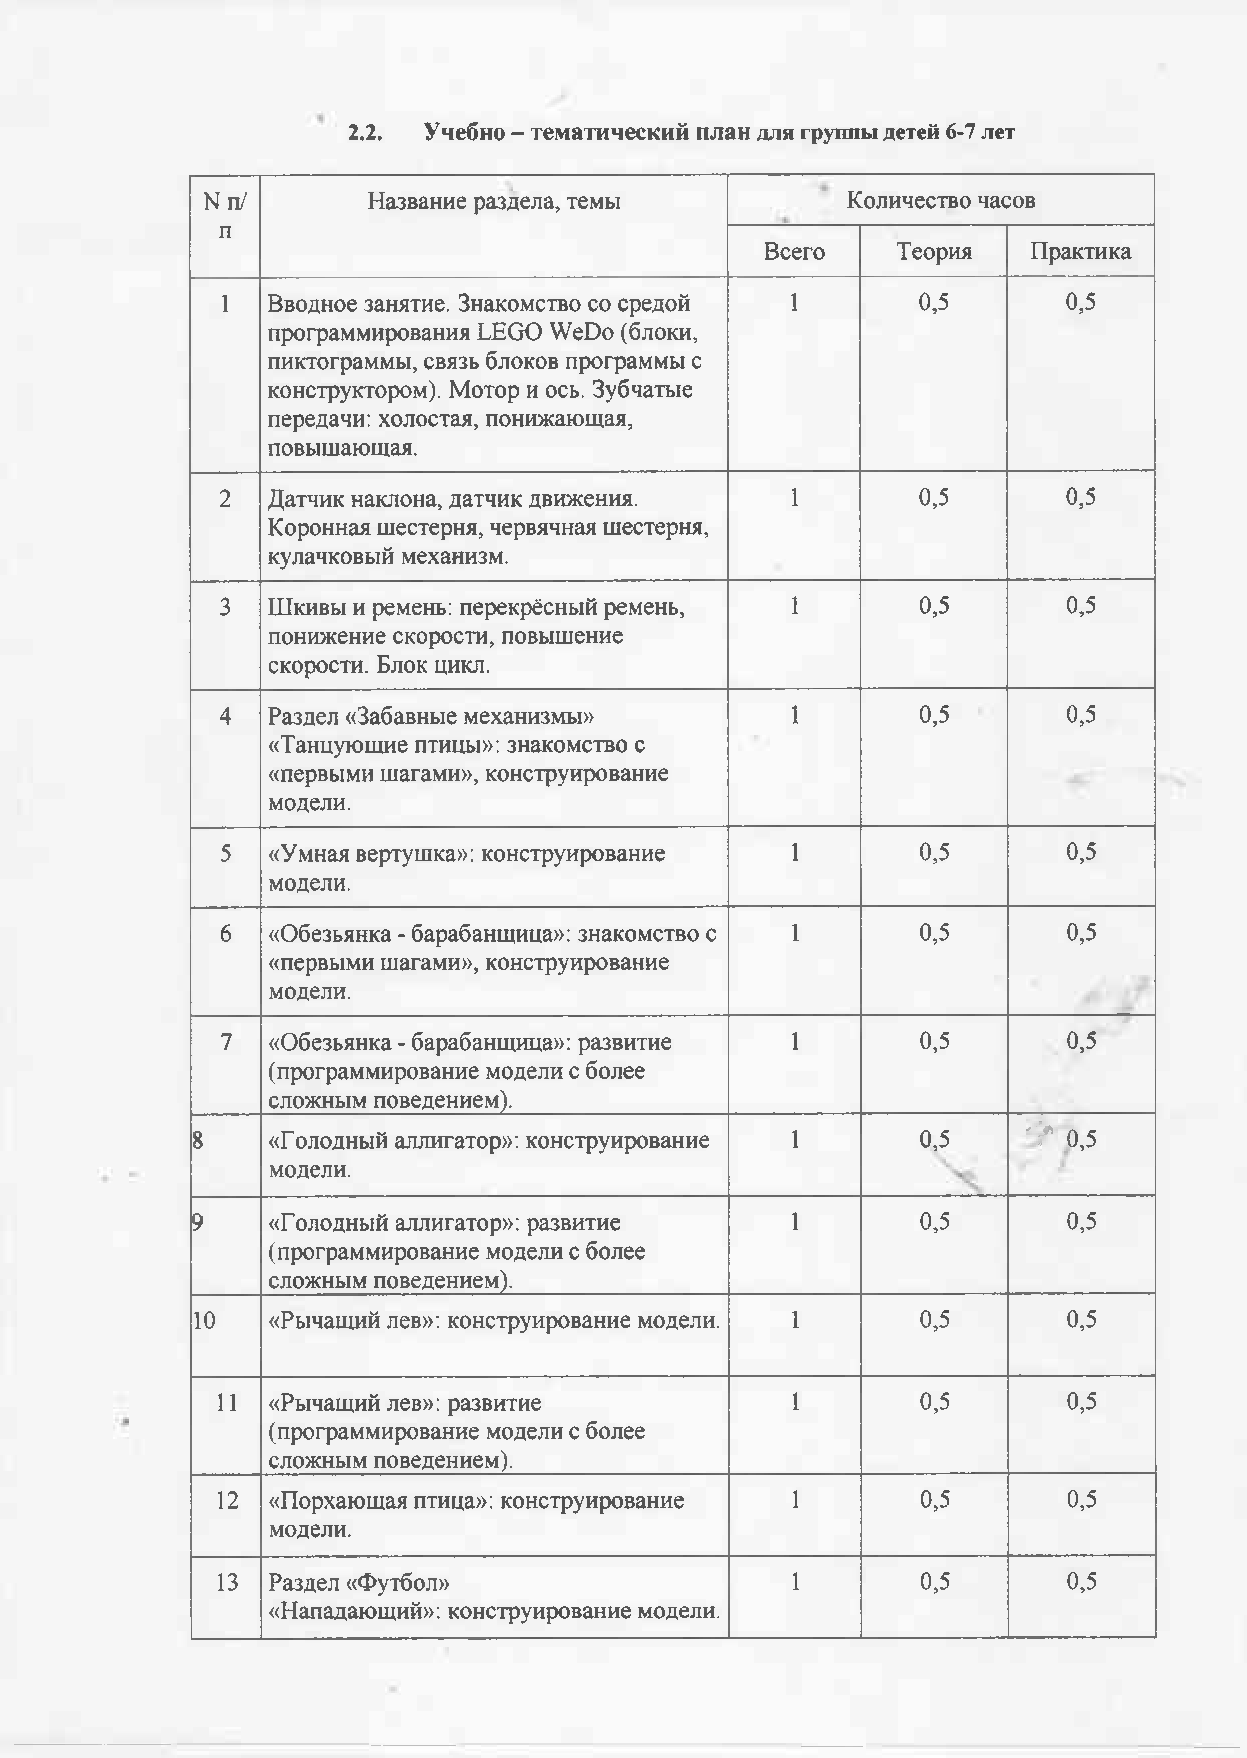 2.2. Учебно – тематический план для группы детей 6-7 лет
N п/
п
Название раздела, темы
Количество часов
Всего
Теория
Практика
1 Вводное занятие. Знакомство со средой 1 0,5 0,5
программирования LEGO WeDo (блоки,
пиктограммы, связь блоков программы с
конструктором). Мотор и ось. Зубчатые
передачи: холостая, понижающая,
повышающая.
2 Датчик наклона, датчик движения. 1 0,5 0,5
Коронная шестерня, червячная шестерня,
кулачковый механизм.
3 Шкивы и ремень: перекрёсный ремень, 1 0,5 0,5
понижение скорости, повышение
скорости. Блок цикл.
4 Раздел «Забавные механизмы» 1 0,5 0,5
«Танцующие птицы»: знакомство с
«первыми шагами», конструирование
модели.
5 «Умная вертушка»: конструирование 1 0,5 0,5
модели.
6 «Обезьянка - барабанщица»: знакомство с 1 0,5 0,5
«первыми шагами», конструирование
модели.
7 «Обезьянка - барабанщица»: развитие 1 0,5 0,5
(программирование модели с более
сложным поведением).
8 «Голодный аллигатор»: конструирование 1 0,5 0,5
модели.
9 «Голодный аллигатор»: развитие 1 0,5 0,5
(программирование модели с более
сложным поведением).
10 «Рычащий лев»: конструирование модели. 1 0,5 0,5
11 «Рычащий лев»: развитие 1 0,5 0,5
(программирование модели с более
сложным поведением).
12 «Порхающая птица»: конструирование 1 0,5 0,5
модели.
13 Раздел «Футбол» 1 0,5 0,5
«Нападающий»: конструирование модели.